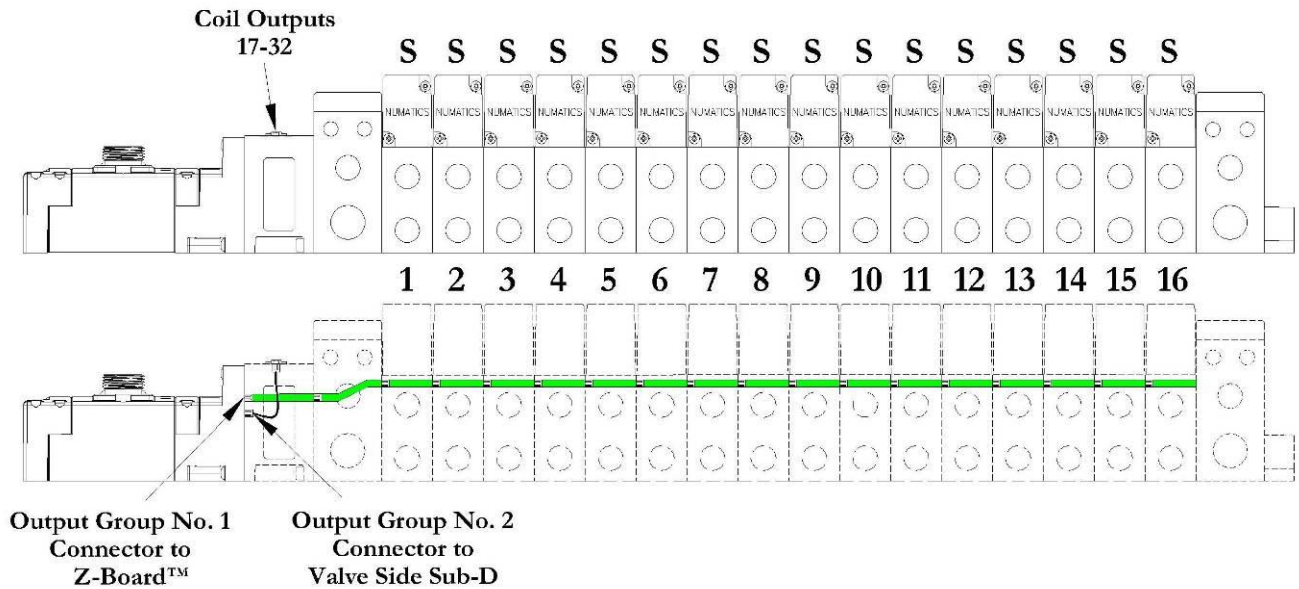 Coil Outputs
17-32
S S S S S S S S S S S S S S S S
NUMATICS NUMATICS NUMATICS NUMATICS NUMATICS NUMATICS NUMATICS NUMATICS NUMATICS NUMATICS NUMATICS NUMATICS NUMATICS NUMATICS NUMATICS NUMATICS
1 2 3 4 5 6 7 8 9 10 11 12 13 14 15 16
Output Group No. 1
Connector to
Z-Board™
Output Group No. 2
Connector to
Valve Side Sub-D